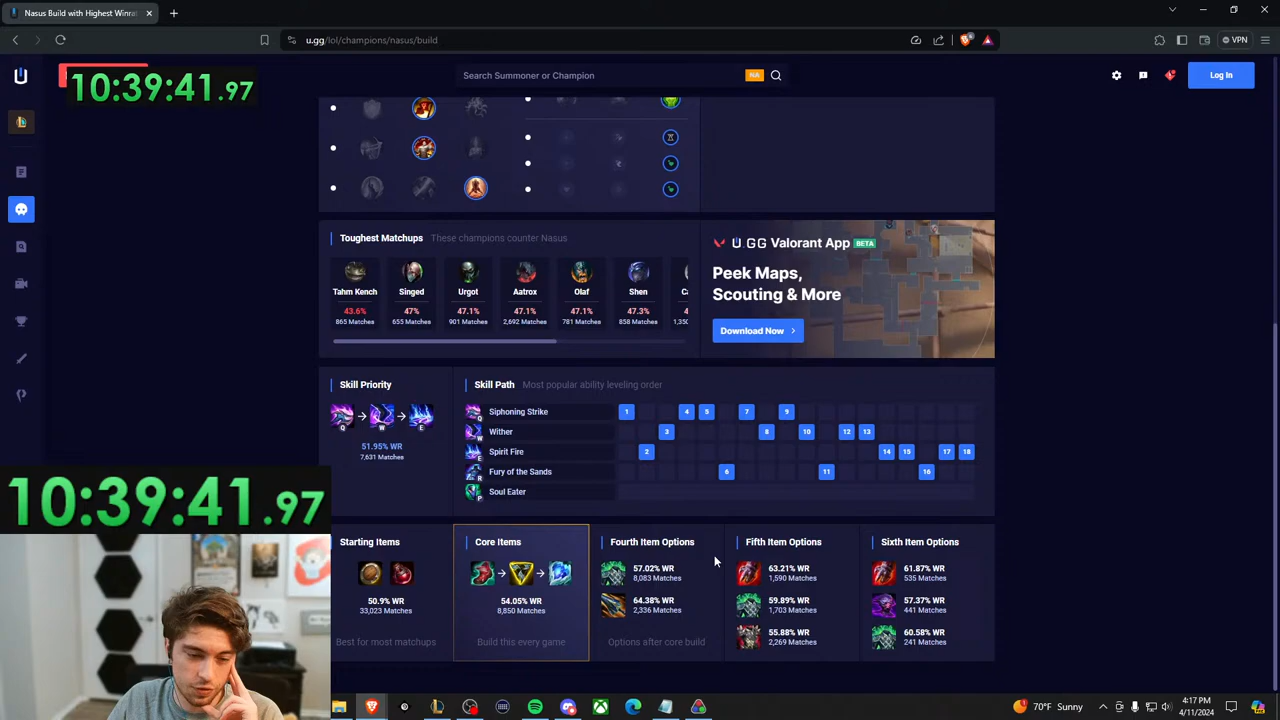 Nasus Build with Highest Winra
u.gg/lol/champions/nasus/build
VPN
10:39:41.97
Search Summoner or Champion
NA
Log In
Toughest Matchups These champions counter Nasus
Tahm Kench
43.6%
865 Matches
Singed
47%
655 Matches
Urgot
47.1%
901 Matches
Aatrox
47.1%
2,692 Matches
Olaf
47.1%
781 Matches
Shen
47.3%
858 Matches
U.GG Valorant App BETA
Peek Maps,
Scouting & More
Download Now
Skill Priority
Q
W
E
51.95% WR
7,631 Matches
Skill Path Most popular ability leveling order
Siphoning Strike 1 4 5 7 9
Wither 3 8 10 12 13
Spirit Fire 2 14 15 17 18
Fury of the Sands 6 11 16
Soul Eater
10:39:41.97
Starting Items
50.9% WR
33,023 Matches
Best for most matchups
Core Items
54.05% WR
8,850 Matches
Build this every game
Fourth Item Options
57.02% WR
8,083 Matches
64.38% WR
2,336 Matches
Options after core build
Fifth Item Options
63.21% WR
1,590 Matches
59.89% WR
1,703 Matches
55.88% WR
2,269 Matches
Sixth Item Options
61.87% WR
535 Matches
57.37% WR
441 Matches
60.58% WR
241 Matches
70°F Sunny
4:17 PM
4/11/2024